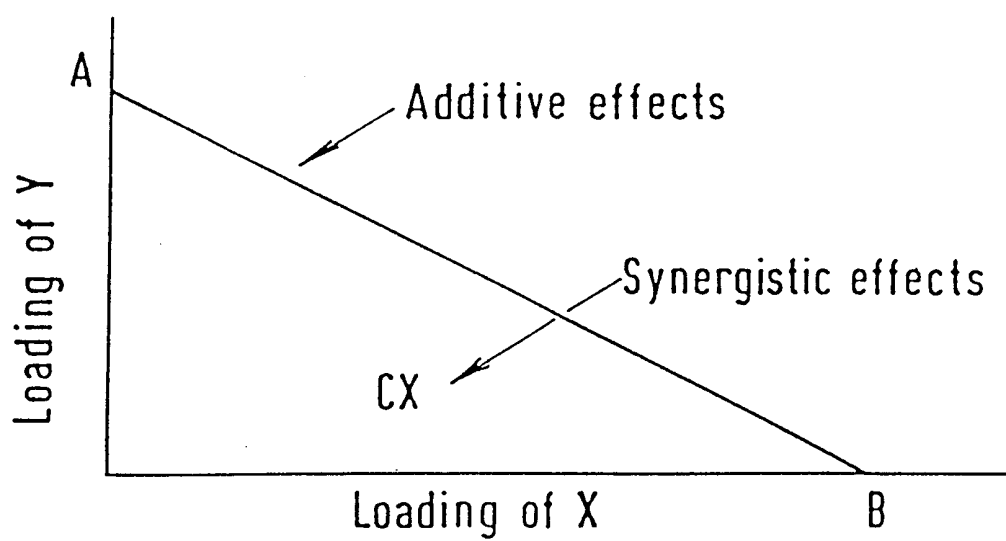 A
Additive effects
Loading of Y
Synergistic effects
CX
Loading of X
B